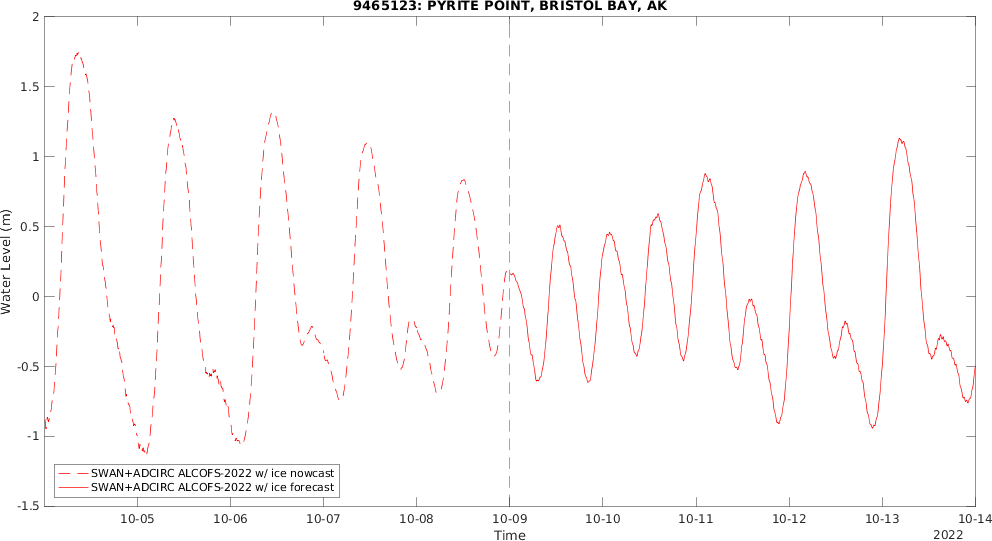 9465123: PYRITE POINT, BRISTOL BAY, AK
Water Level (m)
2
1.5
1
0.5
0
-0.5
-1
-1.5
SWAN+ADCIRC ALCOFS-2022 w/ ice nowcast
SWAN+ADCIRC ALCOFS-2022 w/ ice forecast
10-05 10-06 10-07 10-08 10-09 10-10 10-11 10-12 10-13 10-14
Time
2022